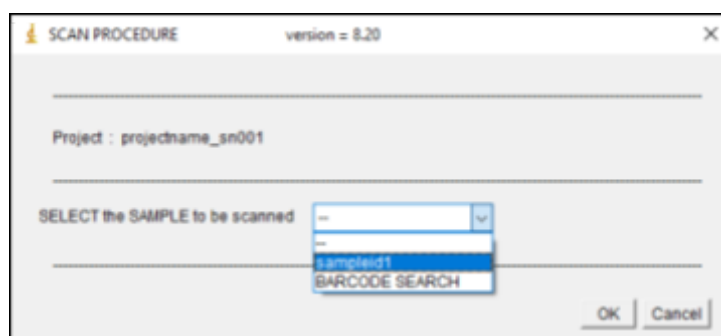 SCAN PROCEDURE version = 8.20
Project : projectname_sn001
SELECT the SAMPLE to be scanned --
--
sampleid1
BARCODE SEARCH
OK Cancel